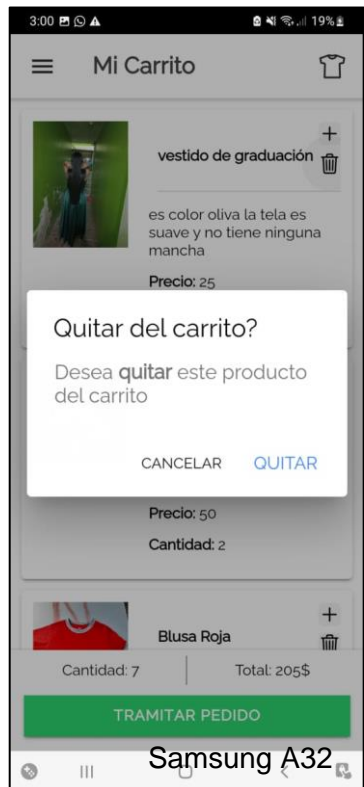 3:00 19%
Mi Carrito
vestido de graduación
es color oliva la tela es
suave y no tiene ninguna
mancha
Precio: 25
Quitar del carrito?
Desea quitar este producto
del carrito
CANCELAR QUITAR
Precio: 50
Cantidad: 2
Blusa Roja
Cantidad: 7 Total: 205$
TRAMITAR PEDIDO
Samsung A32